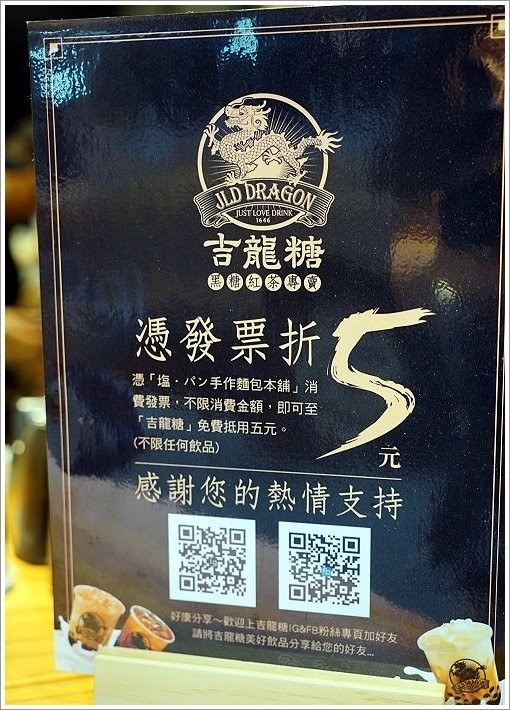 JLD DRAGON
JUST LOVE DRINK
1646
吉龍糖
黑糖紅茶專賣
憑發票折5元
憑「塩・パン手作麵包本舖」消
費發票，不限消費金額，即可至
「吉龍糖」免費抵用五元。
(不限任何飲品)
感謝您的熱情支持
好康分享～歡迎上吉龍糖IG&FB粉絲專頁加好友
請將吉龍糖美好飲品分享給您的好友...